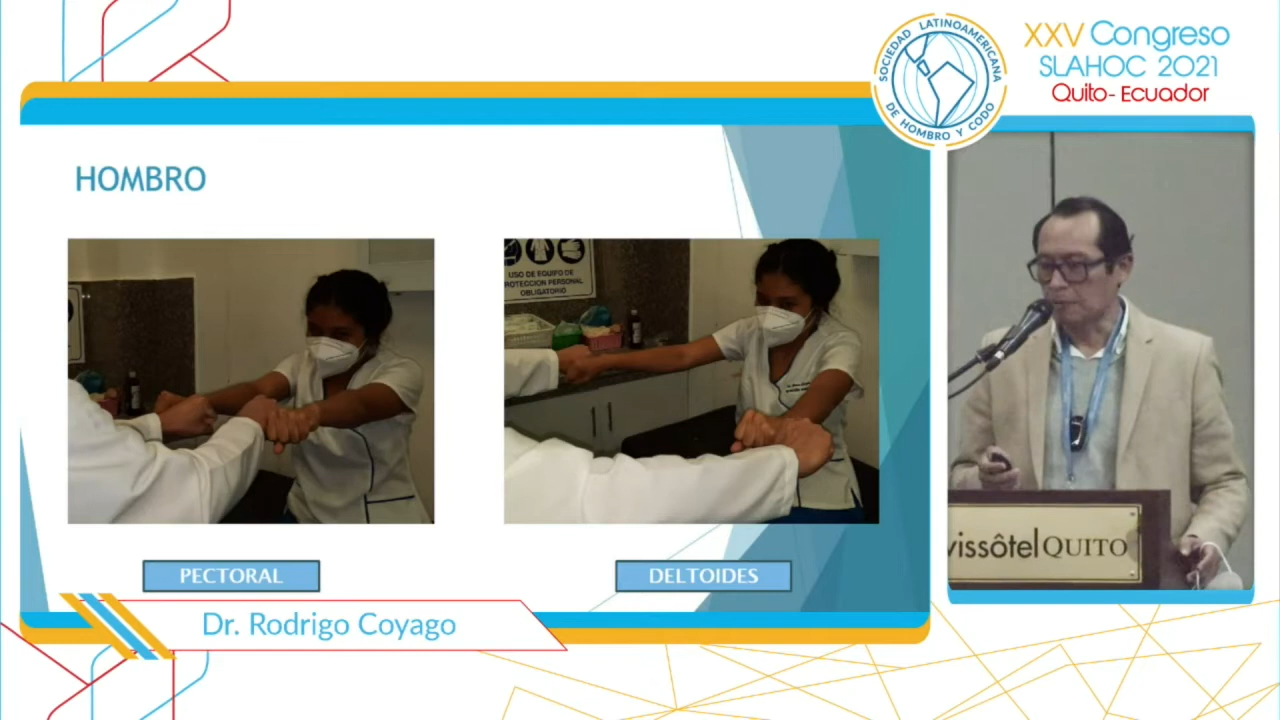 SOCIEDAD LATINOAMERICANA
DE HOMBRO Y CODO
XXV Congreso
SLAHOC 2021
Quito- Ecuador
HOMBRO
USO DE EQUIPO DE
PROTECCION PERSONAL
OBLIGATORIO
PECTORAL
DELTOIDES
vissôtel QUITO
Dr. Rodrigo Coyago